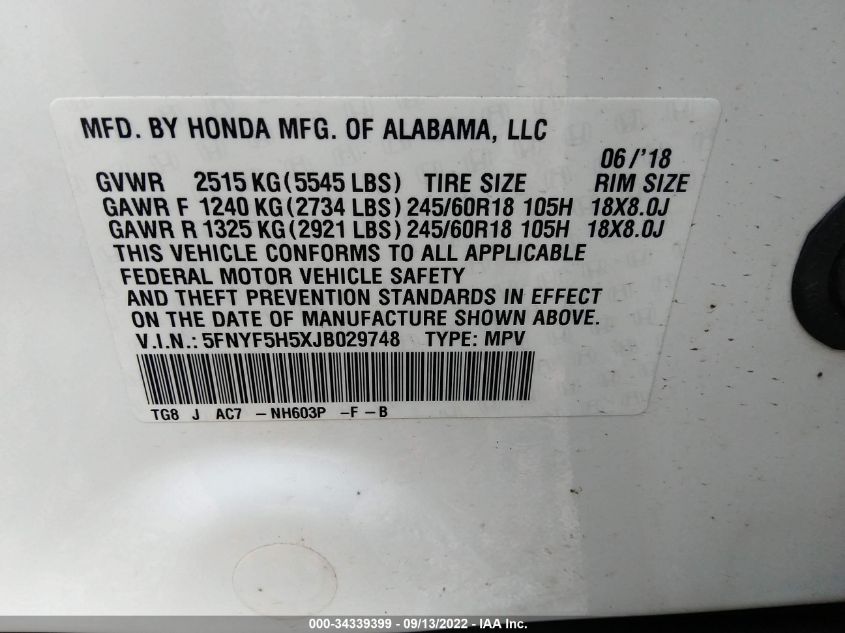 MFD. BY HONDA MFG. OF ALABAMA, LLC
06/'18
GVWR 2515 KG (5545 LBS) TIRE SIZE RIM SIZE
GAWR F 1240 KG (2734 LBS) 245/60R18 105H 18X8.0J
GAWR R 1325 KG (2921 LBS) 245/60R18 105H 18X8.0J
THIS VEHICLE CONFORMS TO ALL APPLICABLE
FEDERAL MOTOR VEHICLE SAFETY
AND THEFT PREVENTION STANDARDS IN EFFECT
ON THE DATE OF MANUFACTURE SHOWN ABOVE.
V.I.N.: 5FNYF5H5XJB029748 TYPE: MPV
TG8 J AC7 -NH603P -F-B
000-34339399 - 09/13/2022 - IAA Inc.